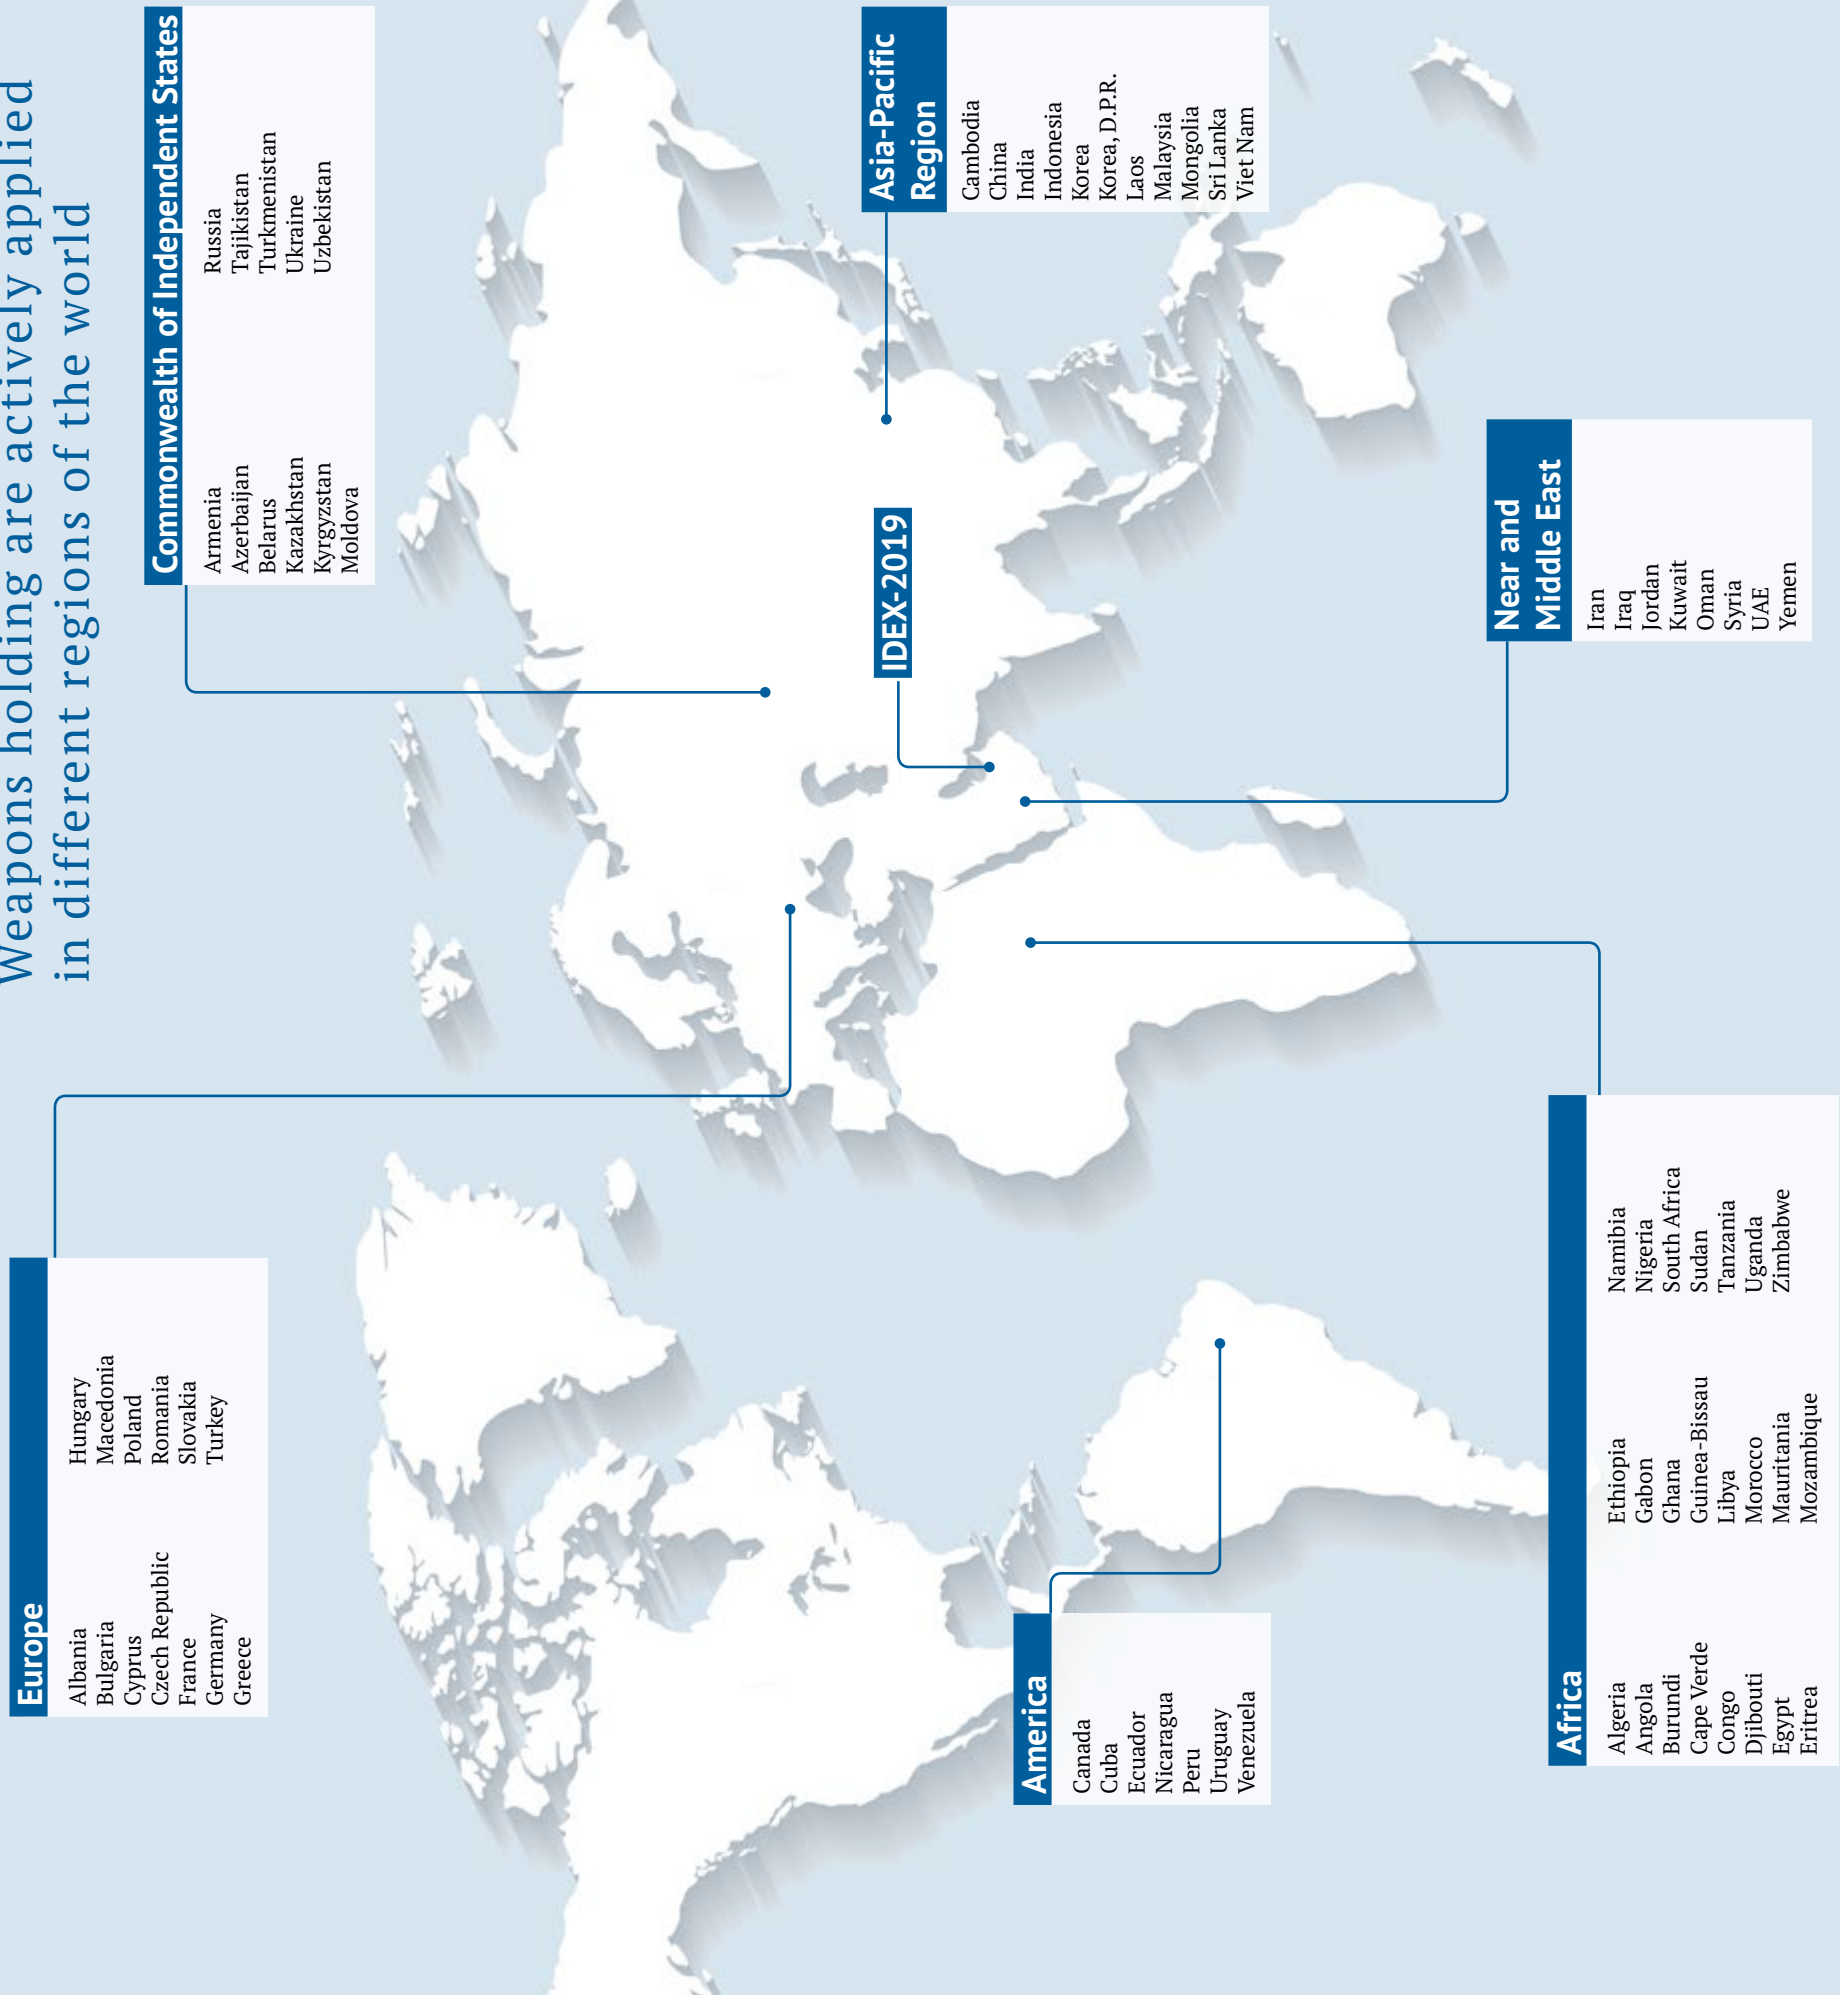 Weapons holding are actively applied
in different regions of the world
Europe
Albania
Bulgaria
Cyprus
Czech Republic
France
Germany
Greece
Hungary
Macedonia
Poland
Romania
Slovakia
Turkey
Commonwealth of Independent States
Armenia
Azerbaijan
Belarus
Kazakhstan
Kyrgyzstan
Moldova
Russia
Tajikistan
Turkmenistan
Ukraine
Uzbekistan
Asia-Pacific
Region
Cambodia
China
India
Indonesia
Korea
Korea, D.P.R.
Laos
Malaysia
Mongolia
Sri Lanka
Viet Nam
IDEX-2019
America
Canada
Cuba
Ecuador
Nicaragua
Peru
Uruguay
Venezuela
Near and
Middle East
Iran
Iraq
Jordan
Kuwait
Oman
Syria
UAE
Yemen
Africa
Algeria
Angola
Burundi
Cape Verde
Congo
Djibouti
Egypt
Eritrea
Ethiopia
Gabon
Ghana
Guinea-Bissau
Libya
Morocco
Mauritania
Mozambique
Namibia
Nigeria
South Africa
Sudan
Tanzania
Uganda
Zimbabwe